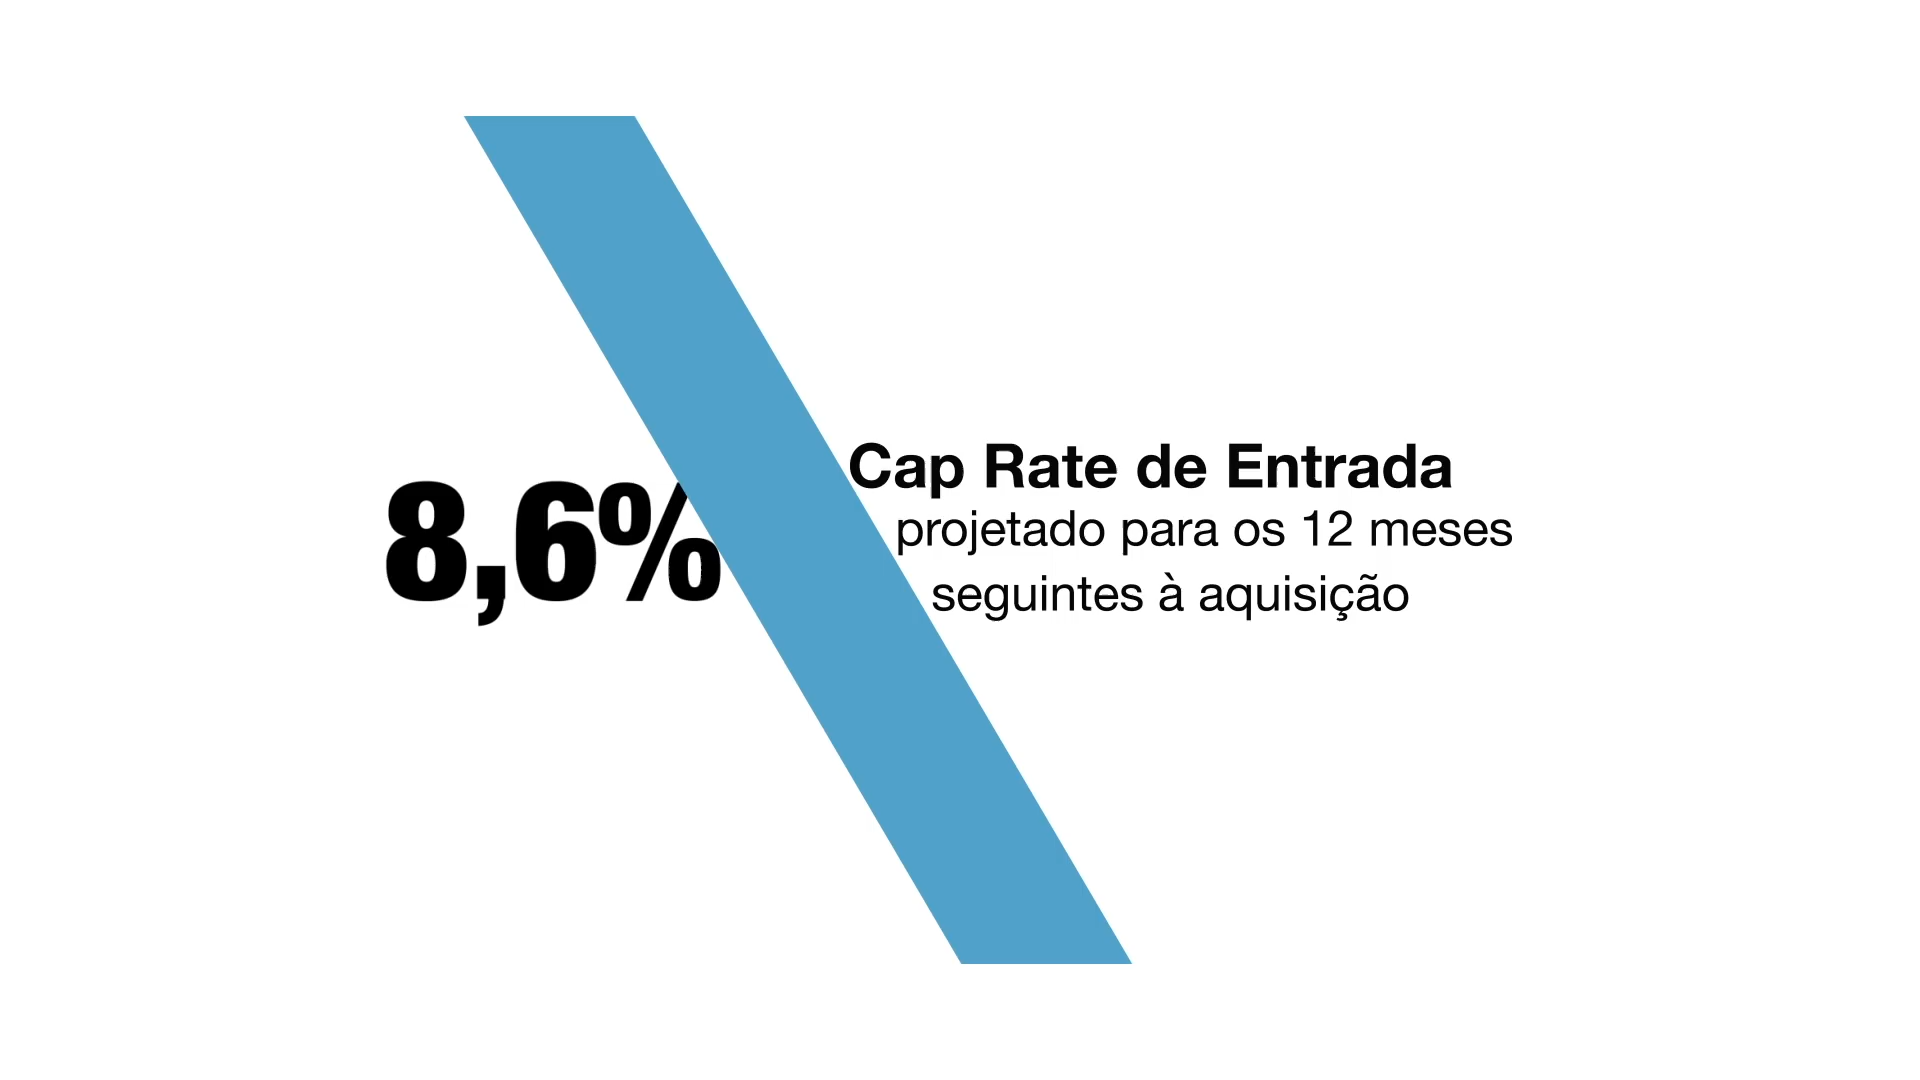 8,6%
Cap Rate de Entrada
projetado para os 12 meses
seguintes à aquisição